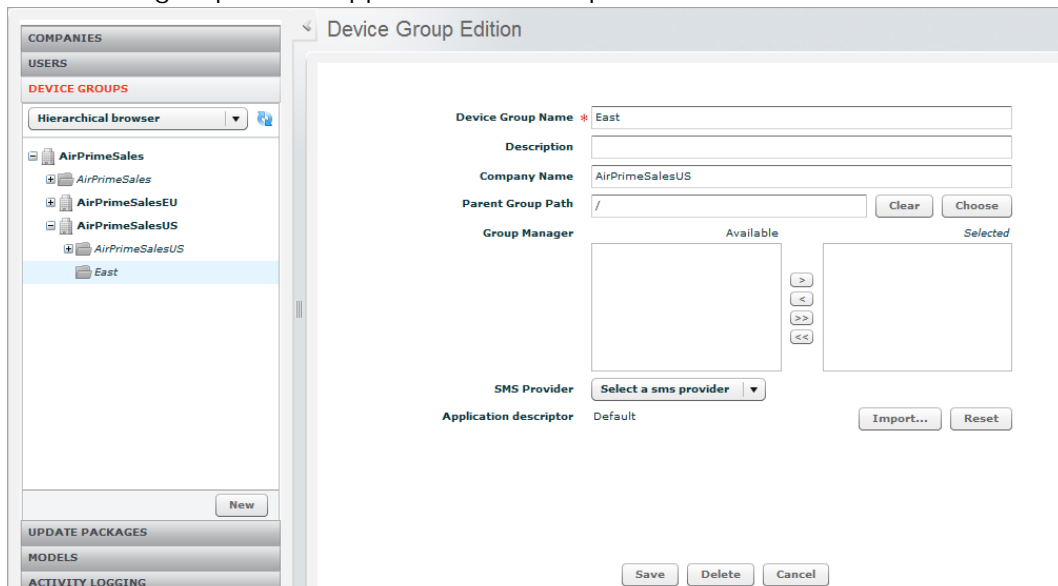 Device Group Edition
COMPANIES
USERS
DEVICE GROUPS
Hierarchical browser
AirPrimeSales
AirPrimeSales
AirPrimeSalesEU
AirPrimeSalesUS
AirPrimeSalesUS
East
New
UPDATE PACKAGES
MODELS
ACTIVITY LOGGING
Device Group Name * East
Description
Company Name AirPrimeSalesUS
Parent Group Path / Clear Choose
Group Manager Available Selected
>
<
>>
<<
SMS Provider Select a sms provider
Application descriptor Default Import... Reset
Save Delete Cancel